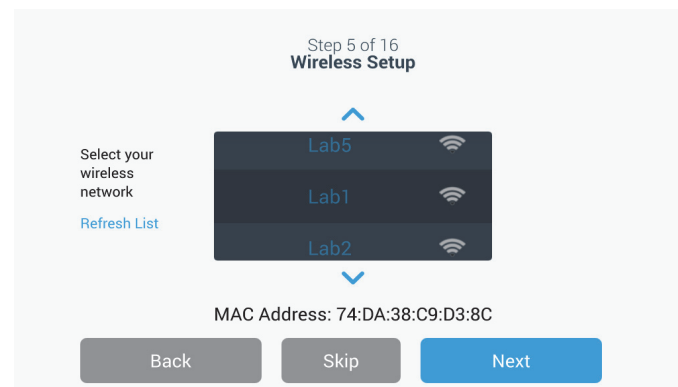 Step 5 of 16
Wireless Setup
Select your
wireless
network
Refresh List
Lab5
Lab1
Lab2
MAC Address: 74:DA:38:C9:D3:8C
Back
Skip
Next